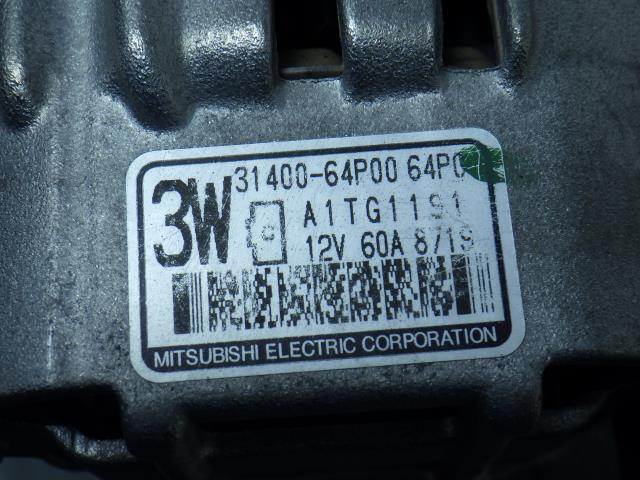 3W
31400-64P00 64P0
A1TG1191
C
12V 60A 8719
MITSUBISHI ELECTRIC CORPORATION